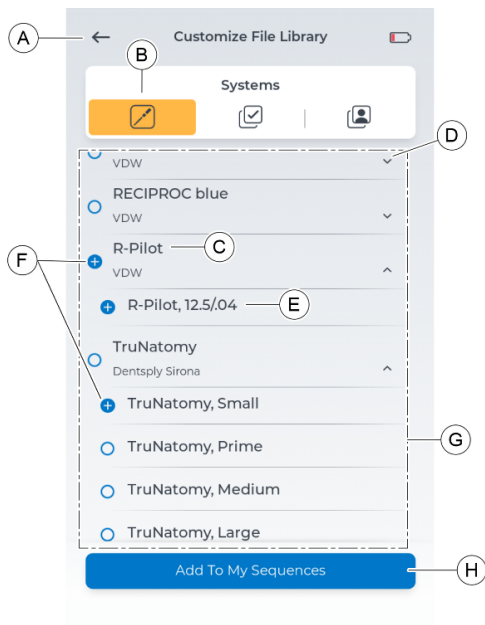 A
Customize File Library
B
Systems
D
VDW
RECIPROC blue
VDW
R-Pilot
C
F
VDW
R-Pilot, 12.5/.04
E
TruNatomy
Dentsply Sirona
TruNatomy, Small
TruNatomy, Prime
G
TruNatomy, Medium
TruNatomy, Large
Add To My Sequences
H